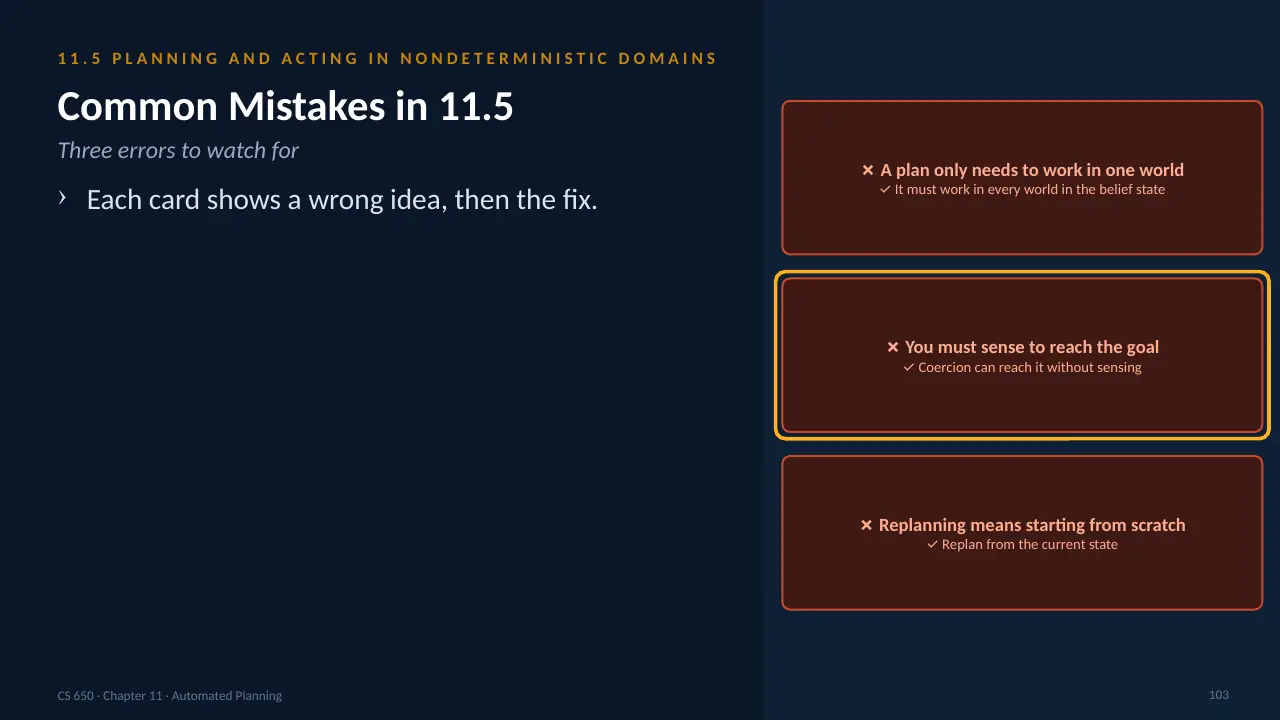 11.5 PLANNING AND ACTING IN NONDETERMINISTIC DOMAINS
Common Mistakes in 11.5
Three errors to watch for
› Each card shows a wrong idea, then the fix.
× A plan only needs to work in one world
✓ It must work in every world in the belief state
× You must sense to reach the goal
✓ Coercion can reach it without sensing
× Replanning means starting from scratch
✓ Replan from the current state
CS 650 · Chapter 11 · Automated Planning
103